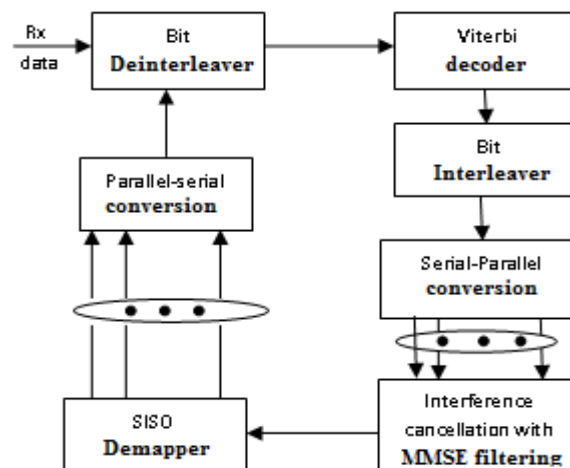 Rx
data
Bit
Deinterleaver
Viterbi
decoder
Bit
Interleaver
Parallel-serial
conversion
Serial-Parallel
conversion
SISO
Demapper
Interference
cancellation with
MMSE filtering